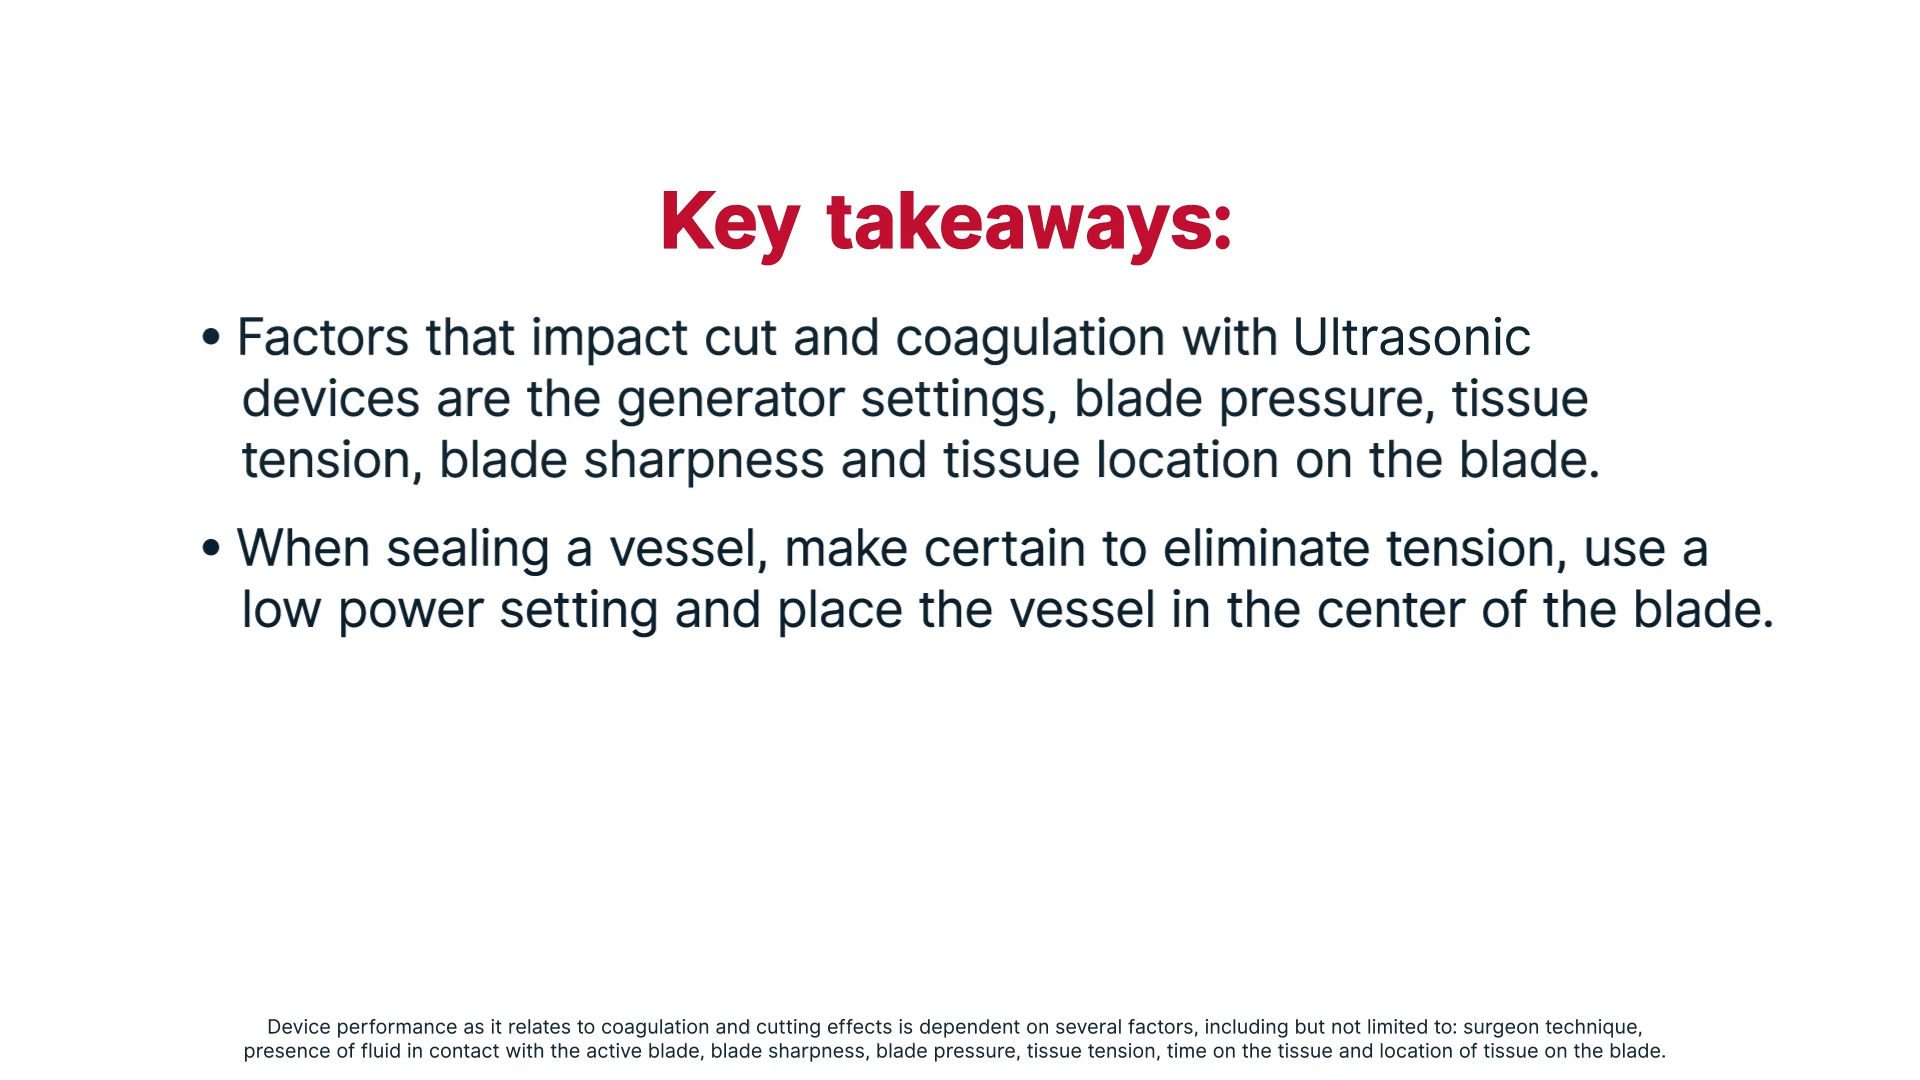 Key takeaways:
• Factors that impact cut and coagulation with Ultrasonic
devices are the generator settings, blade pressure, tissue
tension, blade sharpness and tissue location on the blade.
• When sealing a vessel, make certain to eliminate tension, use a
low power setting and place the vessel in the center of the blade.
Device performance as it relates to coagulation and cutting effects is dependent on several factors, including but not limited to: surgeon technique,
presence of fluid in contact with the active blade, blade sharpness, blade pressure, tissue tension, time on the tissue and location of tissue on the blade.